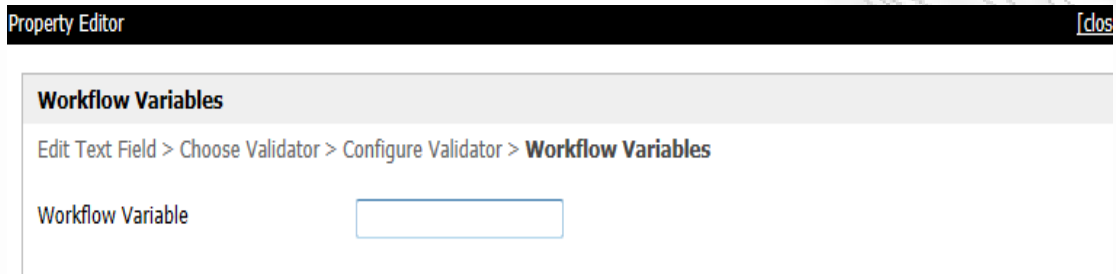 Property Editor [clos
Workflow Variables
Edit Text Field > Choose Validator > Configure Validator > Workflow Variables
Workflow Variable